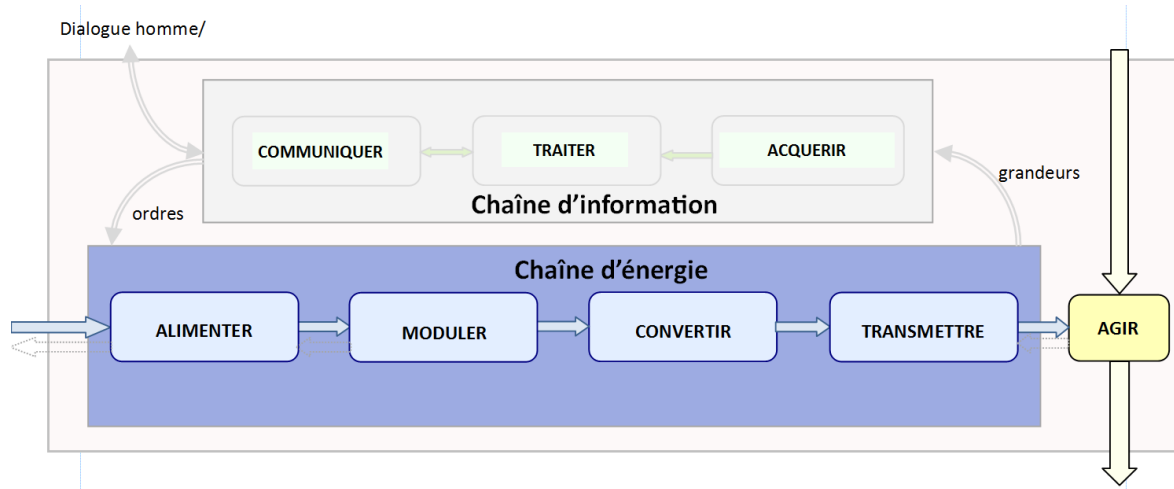 Dialogue homme/
COMMUNIQUER
TRAITER
ACQUERIR
grandeurs
Chaîne d’information
ordres
Chaîne d’énergie
ALIMENTER
MODULER
CONVERTIR
TRANSMETTRE
AGIR